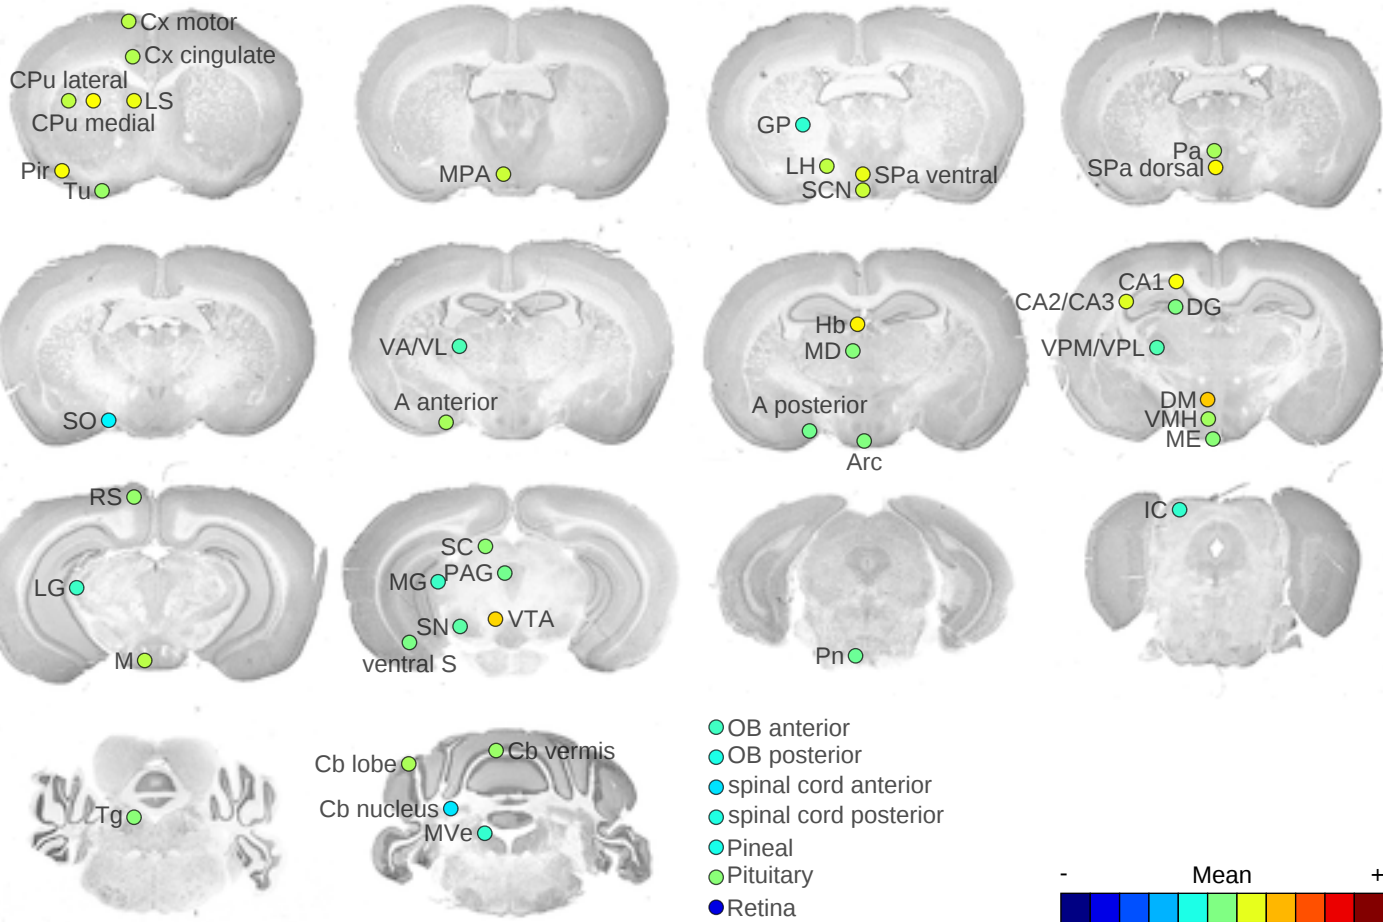 Cx motor
Cx cingulate
CPu lateral
LS
CPu medial
Pir
Tu
MPA
GP
LH
SPa ventral
SCN
Pa
SPa dorsal
SO
VA/VL
A anterior
Hb
MD
A posterior
Arc
CA1
CA2/CA3
DG
VPM/VPL
DM
VMH
ME
RS
LG
M
SC
MG
PAG
SN
VTA
ventral S
Pn
IC
Tg
Cb lobe
Cb vermis
Cb nucleus
MVe
OB anterior
OB posterior
spinal cord anterior
spinal cord posterior
Pineal
Pituitary
Retina
- Mean +